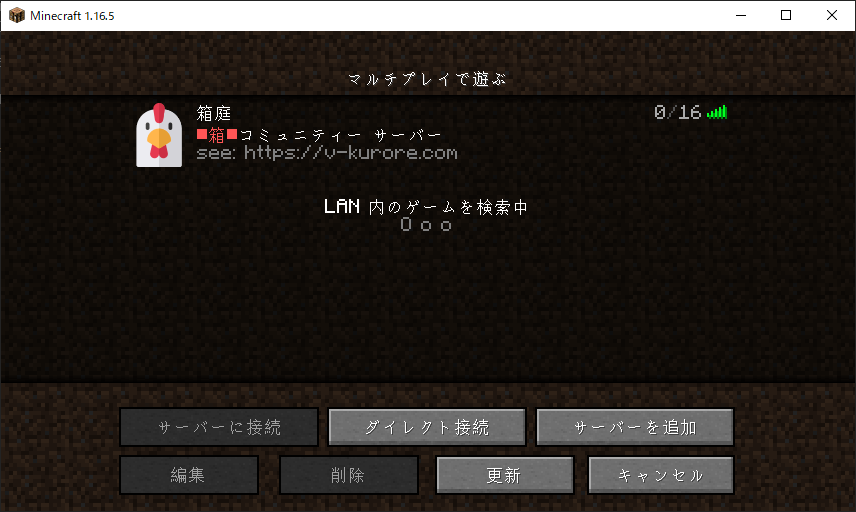 Minecraft 1.16.5
マルチプレイで遊ぶ
箱庭 0/16
■箱■コミュニティー サーバー
see: https://v-kurore.com
LAN 内のゲームを検索中
O o o
サーバーに接続 ダイレクト接続 サーバーを追加
編集 削除 更新 キャンセル